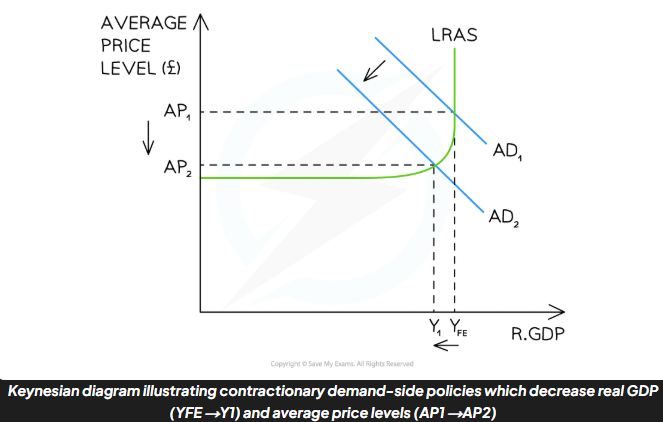 AVERAGE
PRICE
LEVEL (£)
LRAS
AP₁
AD₁
AP₂
AD₂
Y₁ Y_FE
R.GDP
Copyright © Save My Exams. All Rights Reserved
Keynesian diagram illustrating contractionary demand-side policies which decrease real GDP
(YFE →Y1) and average price levels (AP1 →AP2)